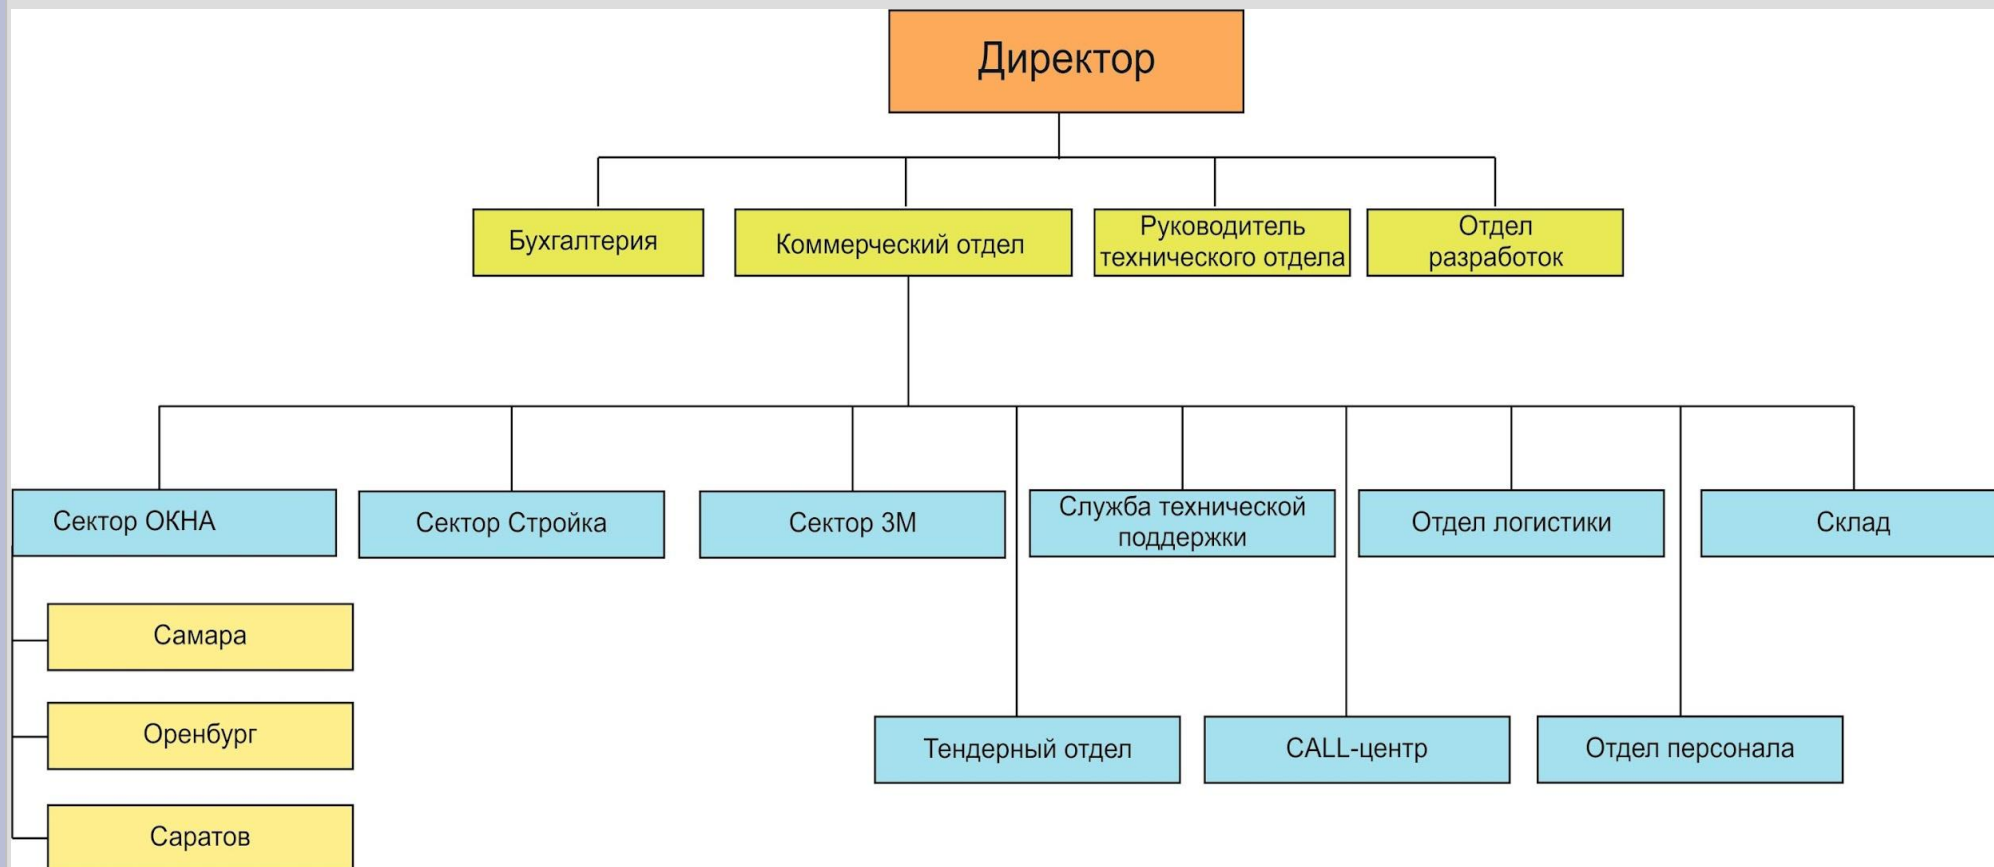 Директор
Бухгалтерия
Коммерческий отдел
Руководитель
технического отдела
Отдел
разработок
Сектор ОКНА
Сектор Стройка
Сектор 3М
Служба технической
поддержки
Отдел логистики
Склад
Самара
Оренбург
Саратов
Тендерный отдел
CALL-центр
Отдел персонала